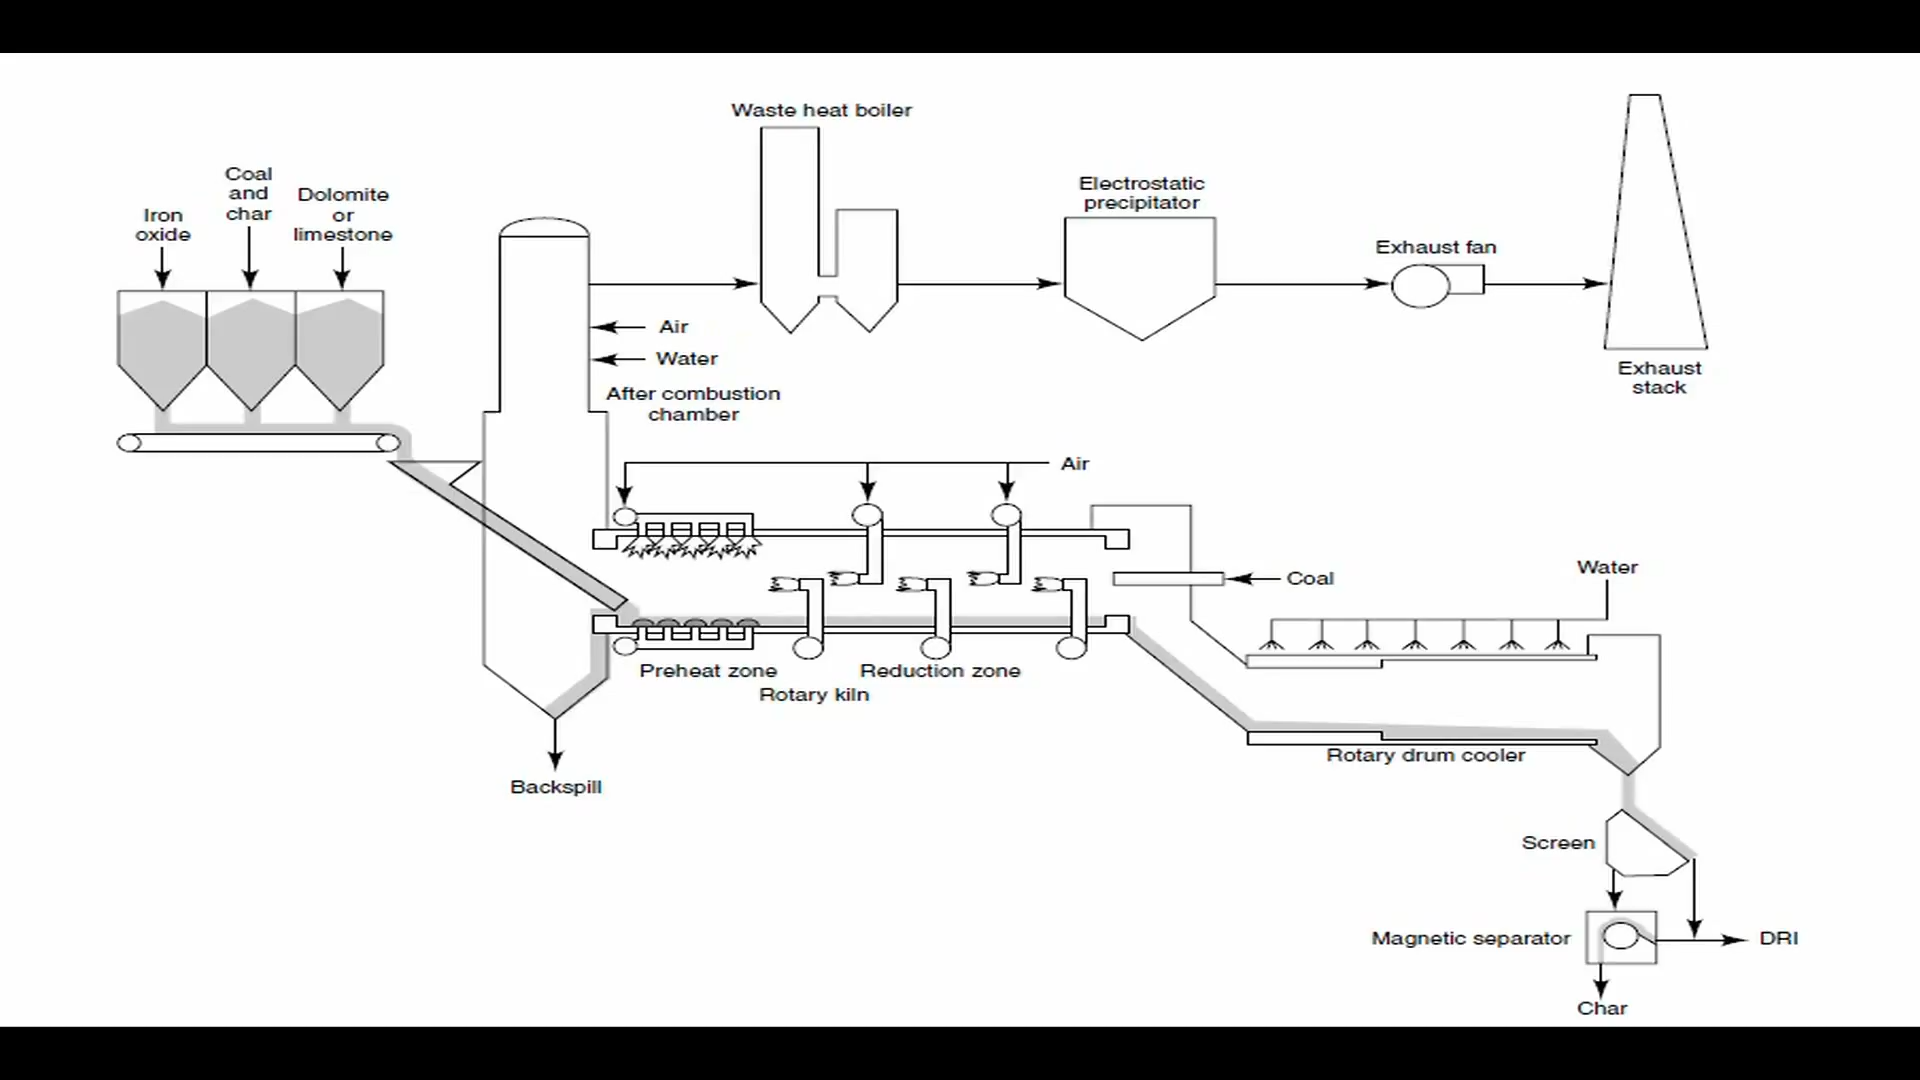 Waste heat boiler
Coal
and
char
Dolomite
or
limestone
Iron
oxide
Electrostatic
precipitator
Exhaust fan
Exhaust
stack
Air
Water
After combustion
chamber
Air
Coal
Water
Preheat zone
Reduction zone
Rotary kiln
Rotary drum cooler
Backspill
Screen
Magnetic separator
DRI
Char